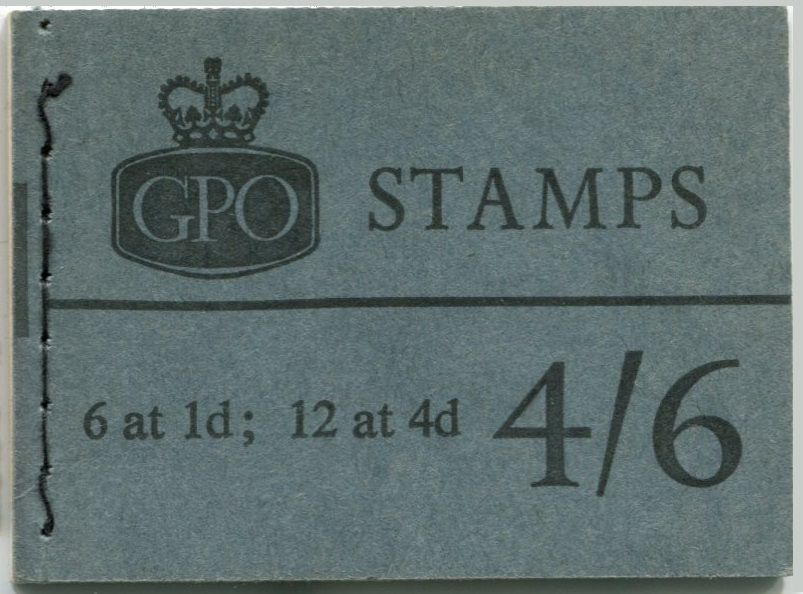 GPO STAMPS
6 at 1d; 12 at 4d 4/6